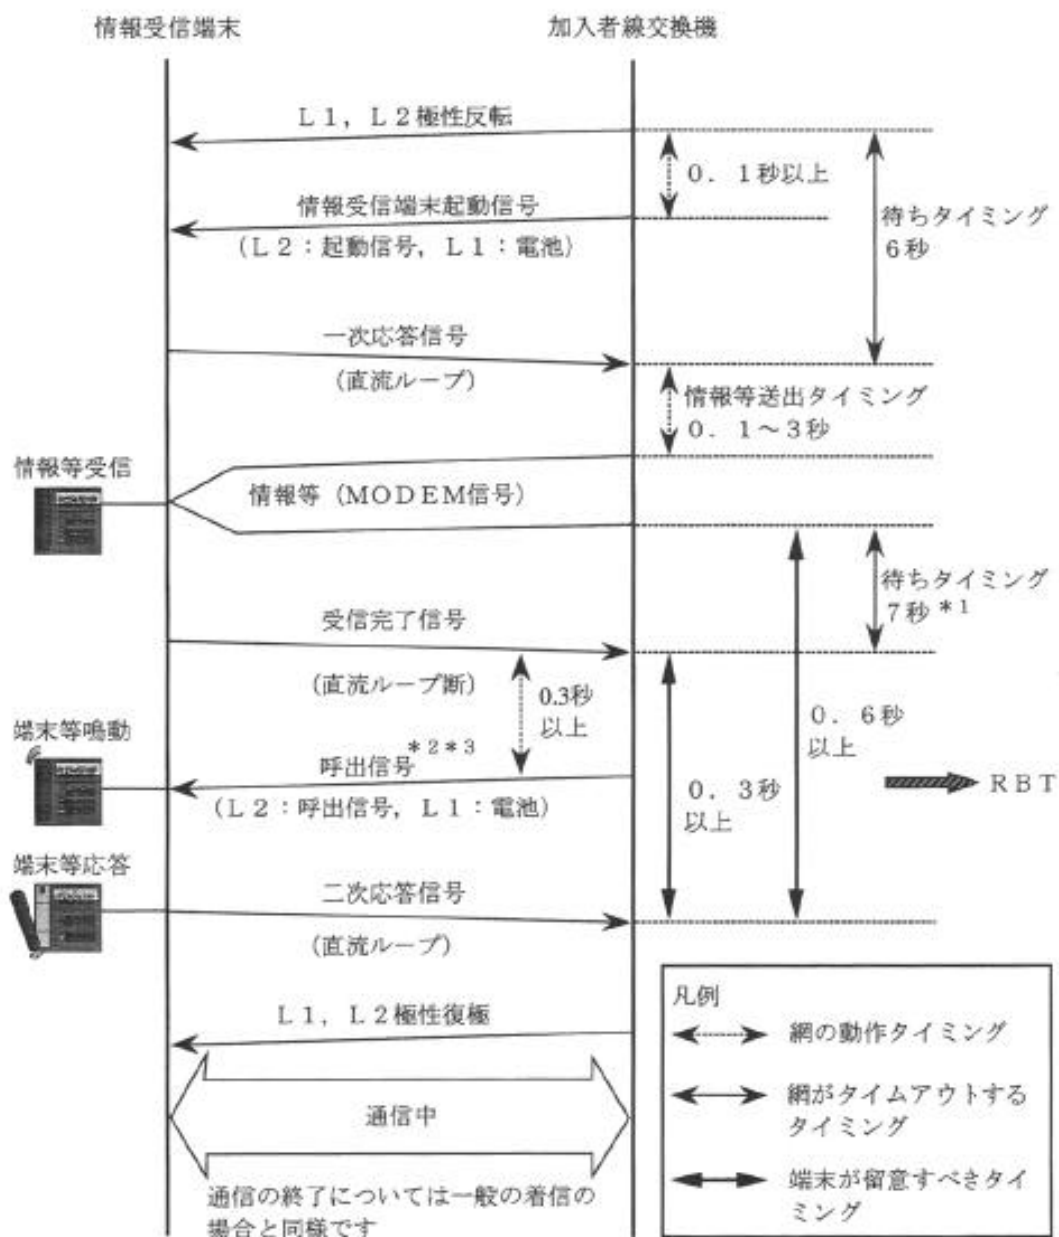 情報受信端末
加入者線交換機
L1，L2極性反転
0．1秒以上
待ちタイミング
6秒
情報受信端末起動信号
（L2：起動信号，L1：電池）
一次応答信号
（直流ループ）
情報等送出タイミング
0．1～3秒
情報等受信
情報等（MODEM信号）
待ちタイミング
7秒＊1
受信完了信号
（直流ループ断）
0.3秒
以上
0．6秒
以上
端末等鳴動
呼出信号＊2＊3
（L2：呼出信号，L1：電池）
0．3秒
以上
RBT
端末等応答
二次応答信号
（直流ループ）
L1，L2極性復極
通信中
通信の終了については一般の着信の
場合と同様です
凡例
網の動作タイミング
網がタイムアウトする
タイミング
端末が留意すべきタイ
ミング